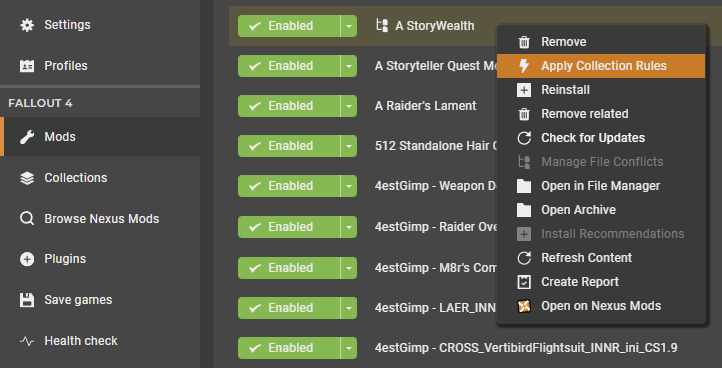 Settings
Profiles
FALLOUT 4
Mods
Collections
Browse Nexus Mods
Plugins
Save games
Health check
Enabled A StoryWealth
Enabled A Storyteller Quest Mo
Enabled A Raider's Lament
Enabled 512 Standalone Hair C
Enabled 4estGimp - Weapon D
Enabled 4estGimp - Raider Ove
Enabled 4estGimp - M8r's Com
Enabled 4estGimp - LAER_INN
Enabled 4estGimp - CROSS_VertibirdFlightsuit_INNR_ini_CS1.9
Remove
Apply Collection Rules
Reinstall
Remove related
Check for Updates
Manage File Conflicts
Open in File Manager
Open Archive
Install Recommendations
Refresh Content
Create Report
Open on Nexus Mods